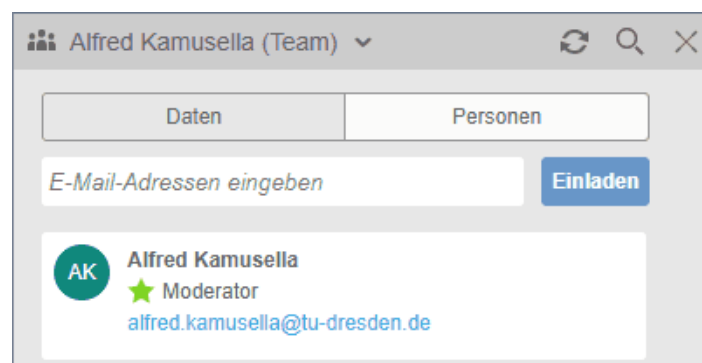 Alfred Kamusella (Team)
Daten Personen
E-Mail-Adressen eingeben Einladen
AK
Alfred Kamusella
Moderator
alfred.kamusella@tu-dresden.de